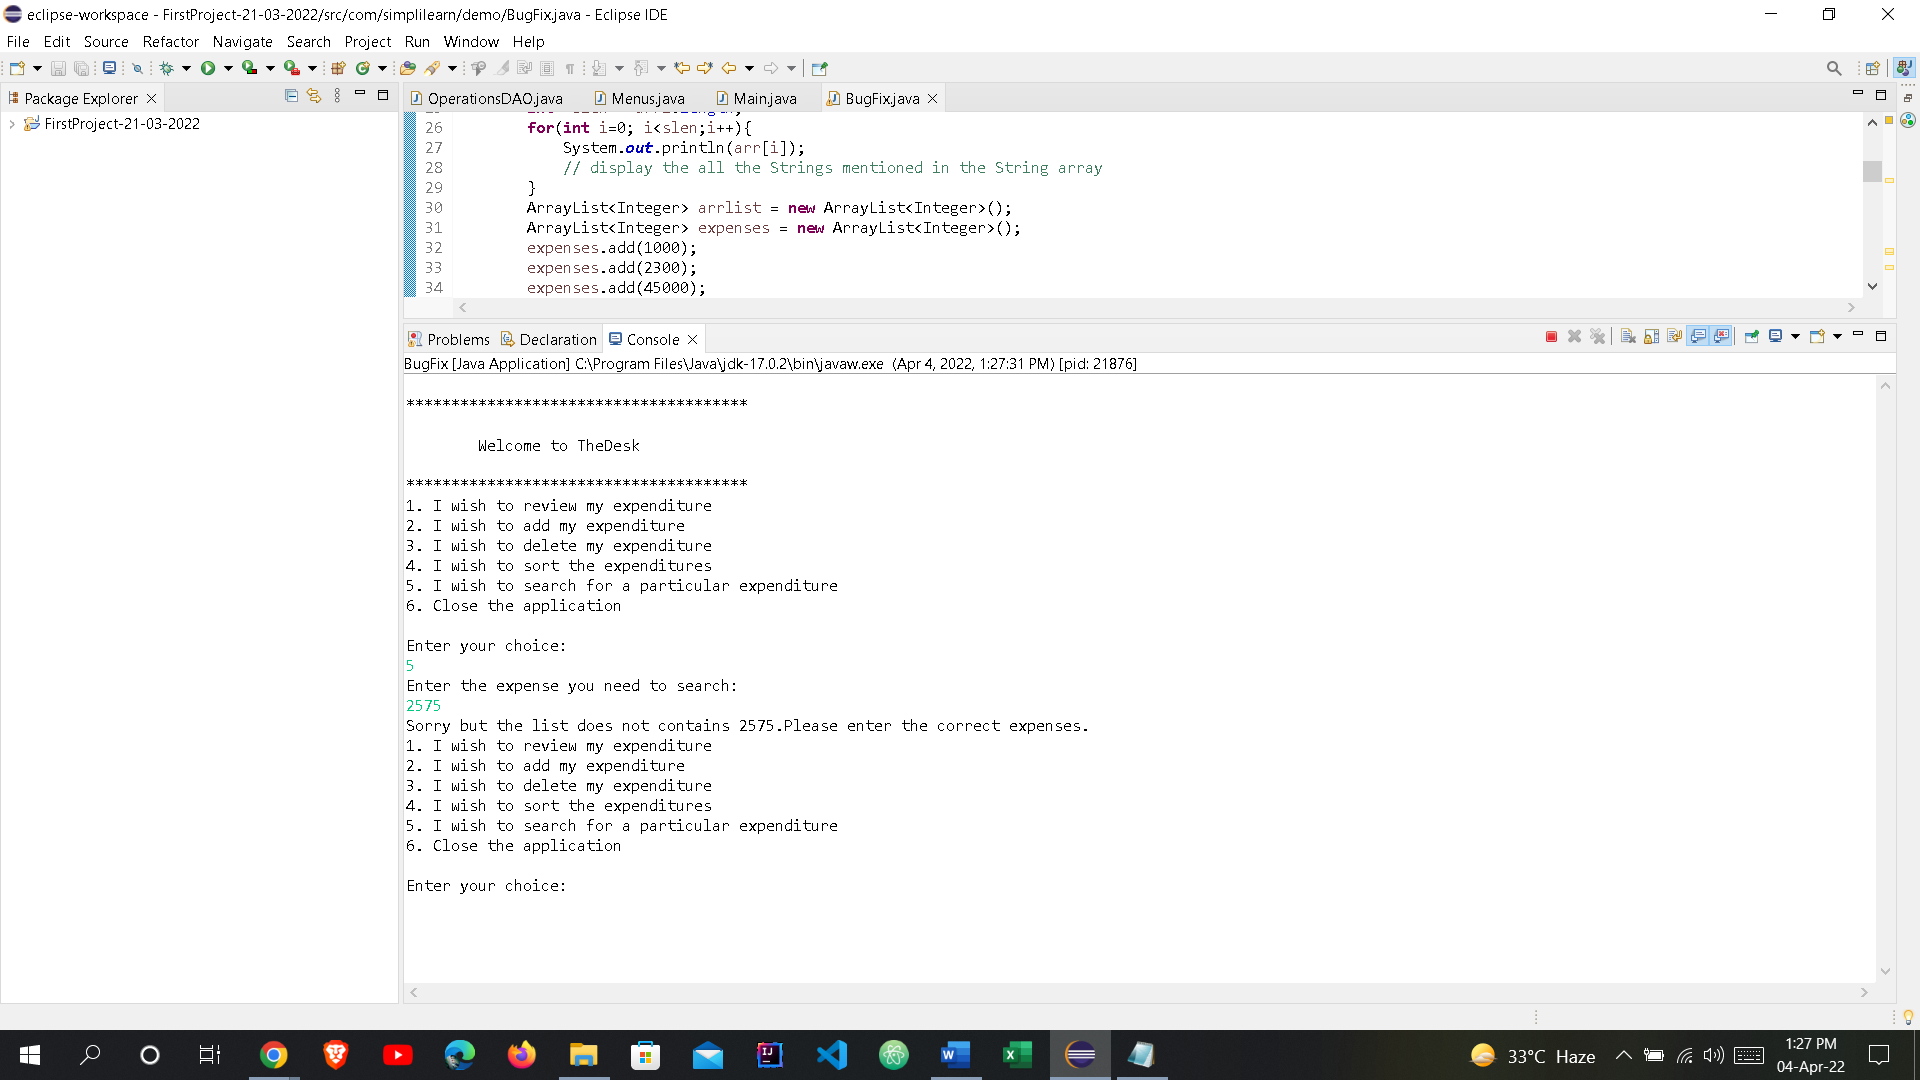 eclipse-workspace - FirstProject-21-03-2022/src/com/simplilearn/demo/BugFix.java - Eclipse IDE
File Edit Source Refactor Navigate Search Project Run Window Help
Package Explorer
FirstProject-21-03-2022
OperationsDAO.java Menus.java Main.java BugFix.java
26 for(int i=0; i<slen;i++){
27 System.out.println(arr[i]);
28 // display the all the Strings mentioned in the String array
29 }
30 ArrayList<Integer> arrlist = new ArrayList<Integer>();
31 ArrayList<Integer> expenses = new ArrayList<Integer>();
32 expenses.add(1000);
33 expenses.add(2300);
34 expenses.add(45000);
Problems Declaration Console
BugFix [Java Application] C:\Program Files\Java\jdk-17.0.2\bin\javaw.exe (Apr 4, 2022, 1:27:31 PM) [pid: 21876]
**************************************
Welcome to TheDesk
**************************************
1. I wish to review my expenditure
2. I wish to add my expenditure
3. I wish to delete my expenditure
4. I wish to sort the expenditures
5. I wish to search for a particular expenditure
6. Close the application
Enter your choice:
5
Enter the expense you need to search:
2575
Sorry but the list does not contains 2575.Please enter the correct expenses.
1. I wish to review my expenditure
2. I wish to add my expenditure
3. I wish to delete my expenditure
4. I wish to sort the expenditures
5. I wish to search for a particular expenditure
6. Close the application
Enter your choice:
33°C Haze
1:27 PM
04-Apr-22